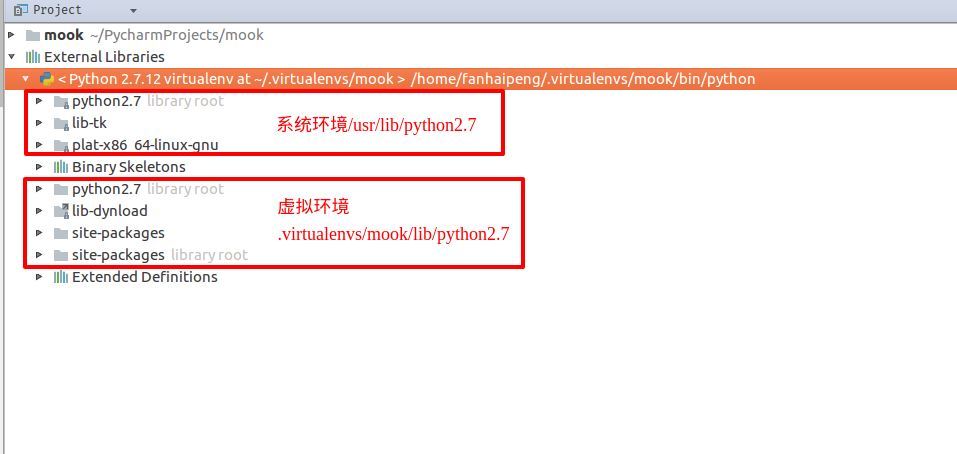 Project
mook ~/PycharmProjects/mook
External Libraries
< Python 2.7.12 virtualenv at ~/.virtualenvs/mook > /home/fanhaipeng/.virtualenvs/mook/bin/python
python2.7 library root
lib-tk
plat-x86_64-linux-gnu
系统环境/usr/lib/python2.7
Binary Skeletons
python2.7 library root
lib-dynload
site-packages
site-packages library root
虚拟环境
.virtualenvs/mook/lib/python2.7
Extended Definitions